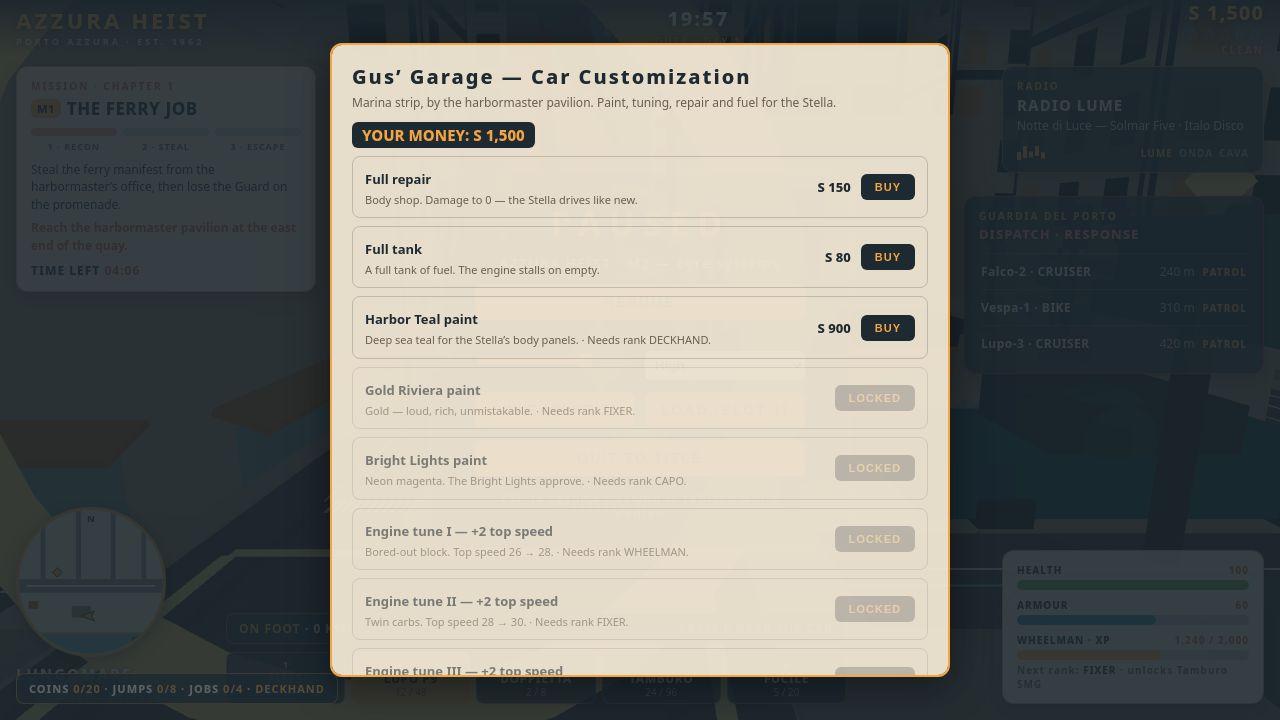 AZZURA HEIST
PORTO AZZURA · EST. 1962
19:57
S 1,500
CLEAN
MISSION · CHAPTER 1
M1 THE FERRY JOB
1 · RECON 2 · STEAL 3 · ESCAPE
Steal the ferry manifest from the
harbormaster's office, then lose the Guard on
the promenade.
Reach the harbormaster pavilion at the east
end of the quay.
TIME LEFT 04:06
Gus’ Garage — Car Customization
Marina strip, by the harbormaster pavilion. Paint, tuning, repair and fuel for the Stella.
YOUR MONEY: S 1,500
Full repair
Body shop. Damage to 0 — the Stella drives like new.
S 150 BUY
Full tank
A full tank of fuel. The engine stalls on empty.
S 80 BUY
Harbor Teal paint
Deep sea teal for the Stella’s body panels. · Needs rank DECKHAND.
S 900 BUY
Gold Riviera paint
Gold — loud, rich, unmistakable. · Needs rank FIXER.
LOCKED
Bright Lights paint
Neon magenta. The Bright Lights approve. · Needs rank CAPO.
LOCKED
Engine tune I — +2 top speed
Bored-out block. Top speed 26 → 28. · Needs rank WHEELMAN.
LOCKED
Engine tune II — +2 top speed
Twin carbs. Top speed 28 → 30. · Needs rank FIXER.
LOCKED
Engine tune III — +2 top speed
PAUSED
RESUME
QUIT TO TITLE
RADIO
RADIO LUME
Notte di Luce — Solmar Five · Italo Disco
LUME ONDA CAVA
GUARDIA DEL PORTO
DISPATCH · RESPONSE
Falco-2 · CRUISER 240 m PATROL
Vespa-1 · BIKE 310 m PATROL
Lupo-3 · CRUISER 420 m PATROL
HEALTH 100
ARMOUR 60
WHEELMAN · XP 1,240 / 2,000
Next rank: FIXER · unlocks Tamburo
SMG
N
LUNGOMARE
ON FOOT · 0
1
COINS 0/20 · JUMPS 0/8 · JOBS 0/4 · DECKHAND
12 / 48
DOPPIETTA
2 / 8
TAMBURO
24 / 96
FUCILE
5 / 20